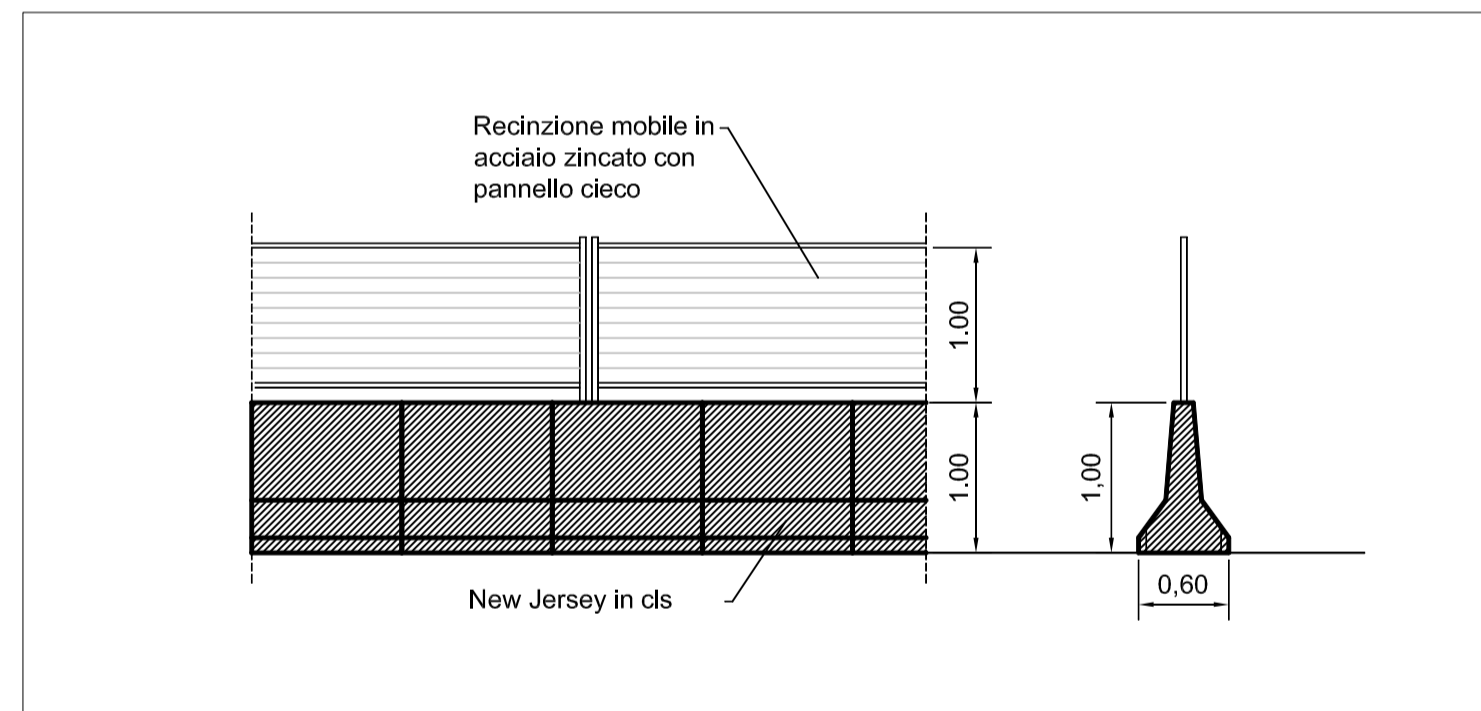 Recinzione mobile in
acciaio zincato con
pannello cieco
1.00
1.00
1,00
0,60
New Jersey in cls